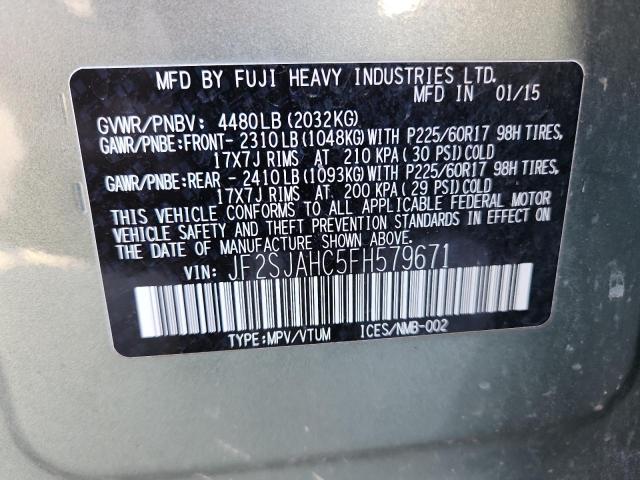 MFD BY FUJI HEAVY INDUSTRIES LTD.
MFD IN 01/15
GVWR/PNBV: 4480LB(2032KG)
GAWR/PNBE:FRONT- 2310LB(1048KG)WITH P225/60R17 98H TIRES,
17X7J RIMS AT 210 KPA( 30 PSI)COLD
GAWR/PNBE:REAR - 2410LB(1093KG)WITH P225/60R17 98H TIRES,
17X7J RIMS AT 200 KPA( 29 PSI)COLD
THIS VEHICLE CONFORMS TO ALL APPLICABLE FEDERAL MOTOR
VEHICLE SAFETY AND THEFT PREVENTION STANDARDS IN EFFECT ON
THE DATE OF MANUFACTURE SHOWN ABOVE.
VIN: JF2SJAHC5FH579671
TYPE:MPV/VTUM ICES/NMB-002